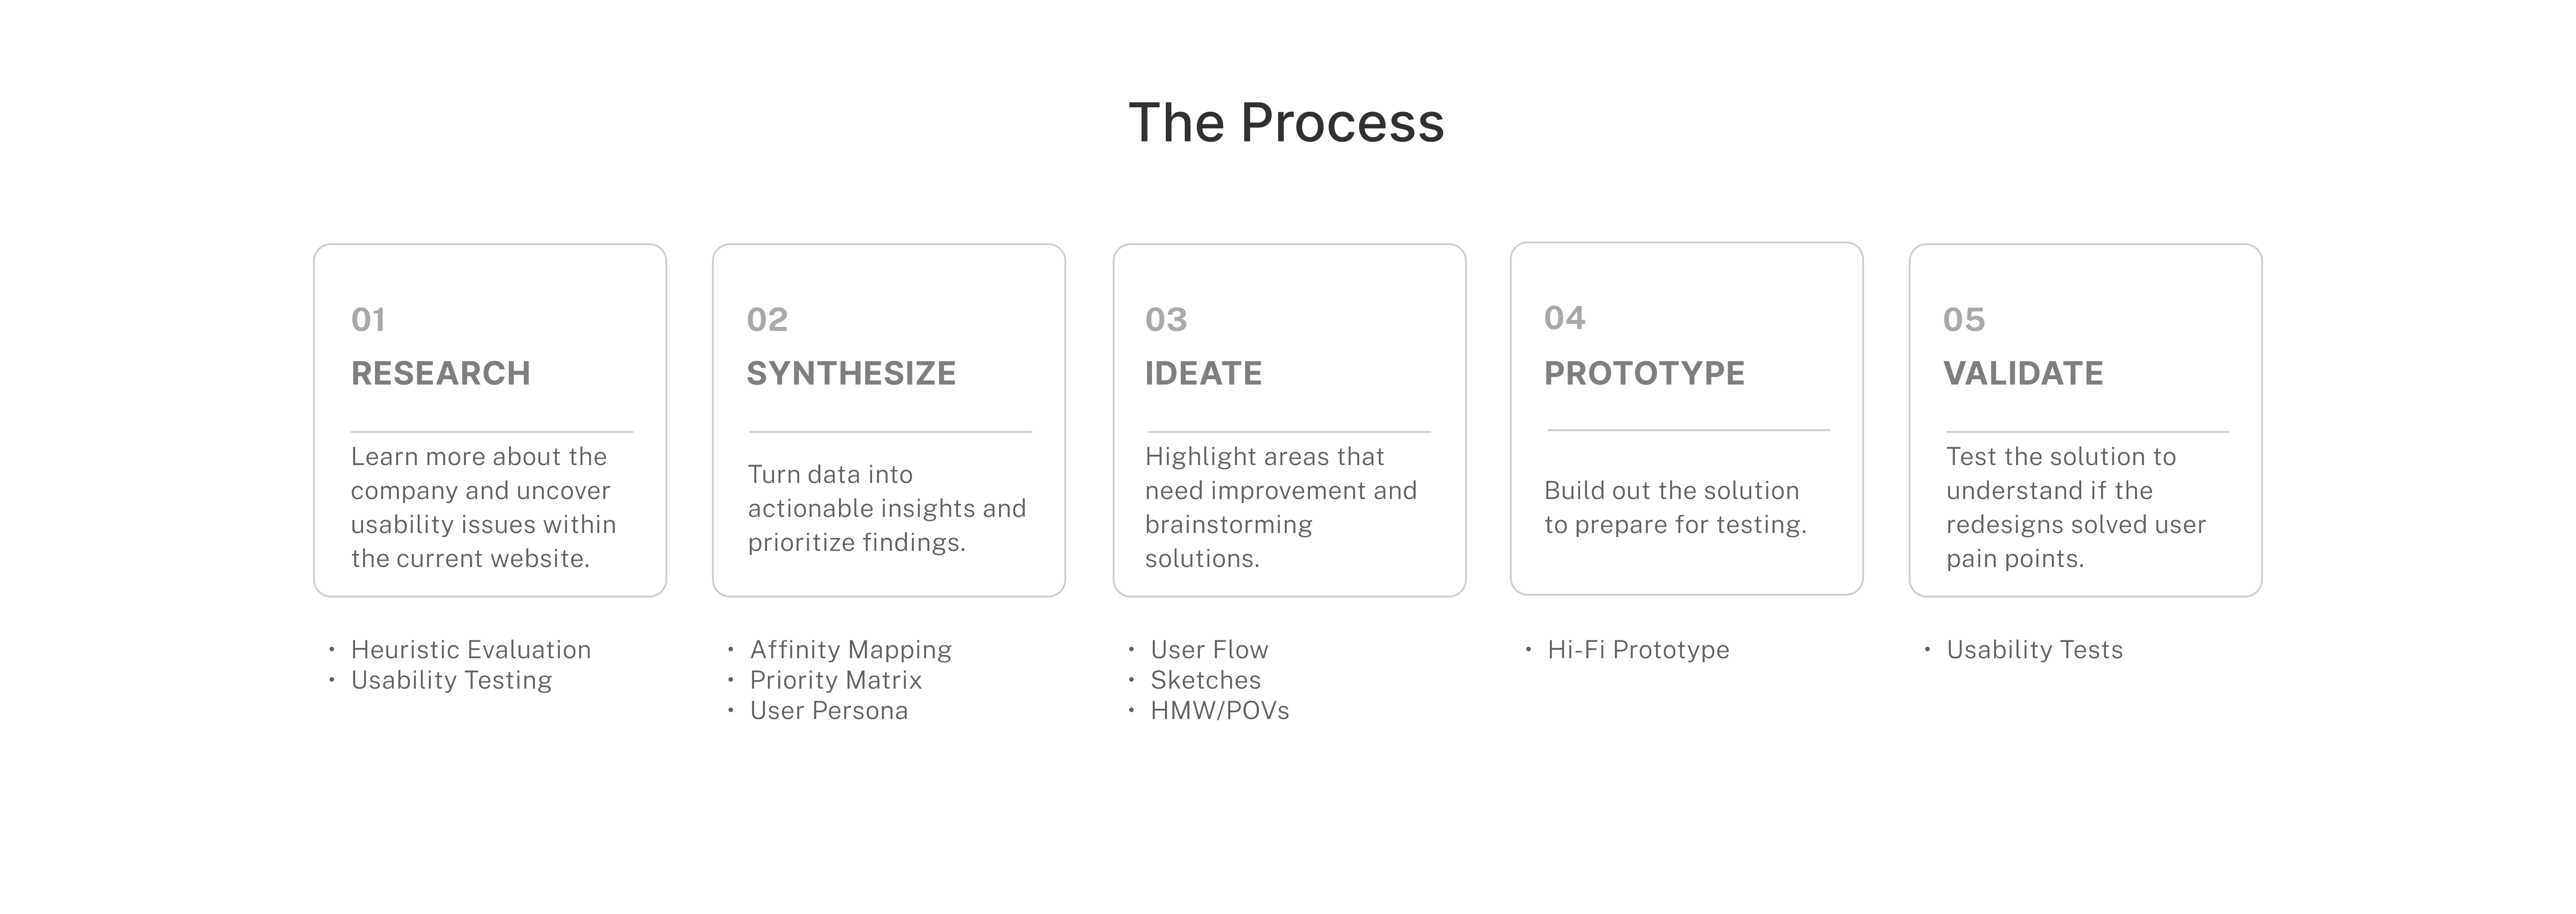 The Process
01
RESEARCH
Learn more about the
company and uncover
usability issues within
the current website.
• Heuristic Evaluation
• Usability Testing
02
SYNTHESIZE
Turn data into
actionable insights and
prioritize findings.
• Affinity Mapping
• Priority Matrix
• User Persona
03
IDEATE
Highlight areas that
need improvement and
brainstorming
solutions.
• User Flow
• Sketches
• HMW/POVs
04
PROTOTYPE
Build out the solution
to prepare for testing.
• Hi-Fi Prototype
05
VALIDATE
Test the solution to
understand if the
redesigns solved user
pain points.
• Usability Tests